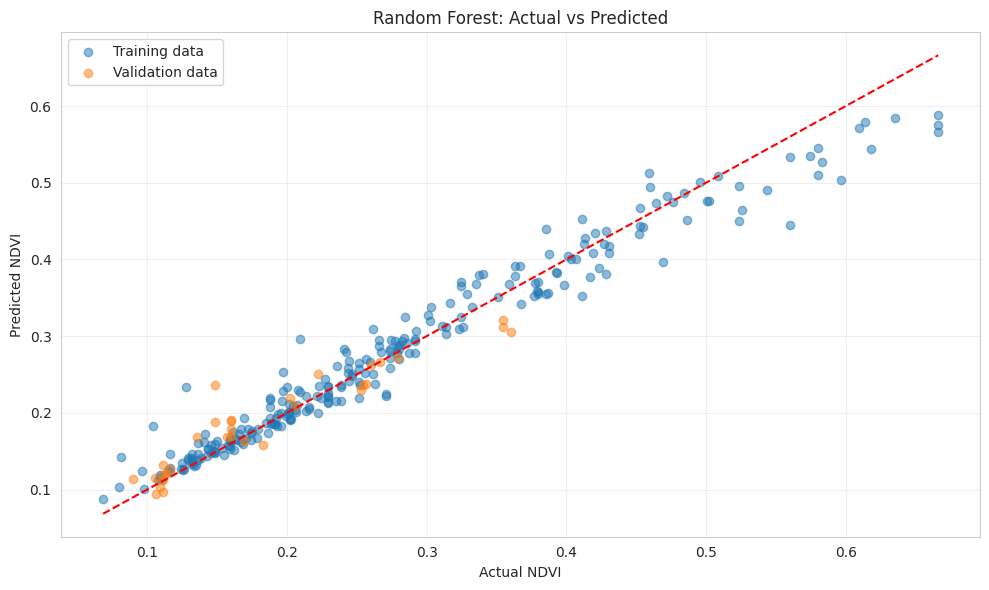 Random Forest: Actual vs Predicted
Training data
Validation data
Predicted NDVI
0.6
0.5
0.4
0.3
0.2
0.1
0.1 0.2 0.3 0.4 0.5 0.6
Actual NDVI